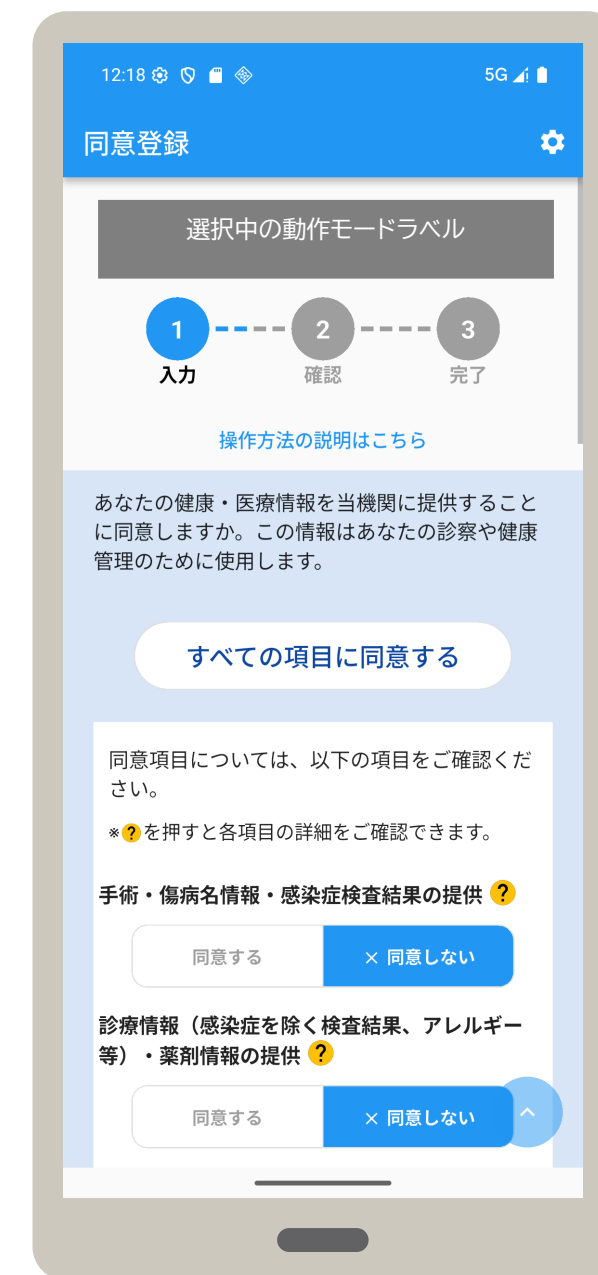 12:18 5G
同意登録
選択中の動作モードラベル
1 2 3
入力 確認 完了
操作方法の説明はこちら
あなたの健康・医療情報を当機関に提供すること
に同意しますか。この情報はあなたの診察や健康
管理のために使用します。
すべての項目に同意する
同意項目については、以下の項目をご確認くだ
さい。
※?を押すと各項目の詳細をご確認できます。
手術・傷病名情報・感染症検査結果の提供 ?
同意する × 同意しない
診療情報（感染症を除く検査結果、アレルギー
等）・薬剤情報の提供 ?
同意する × 同意しない